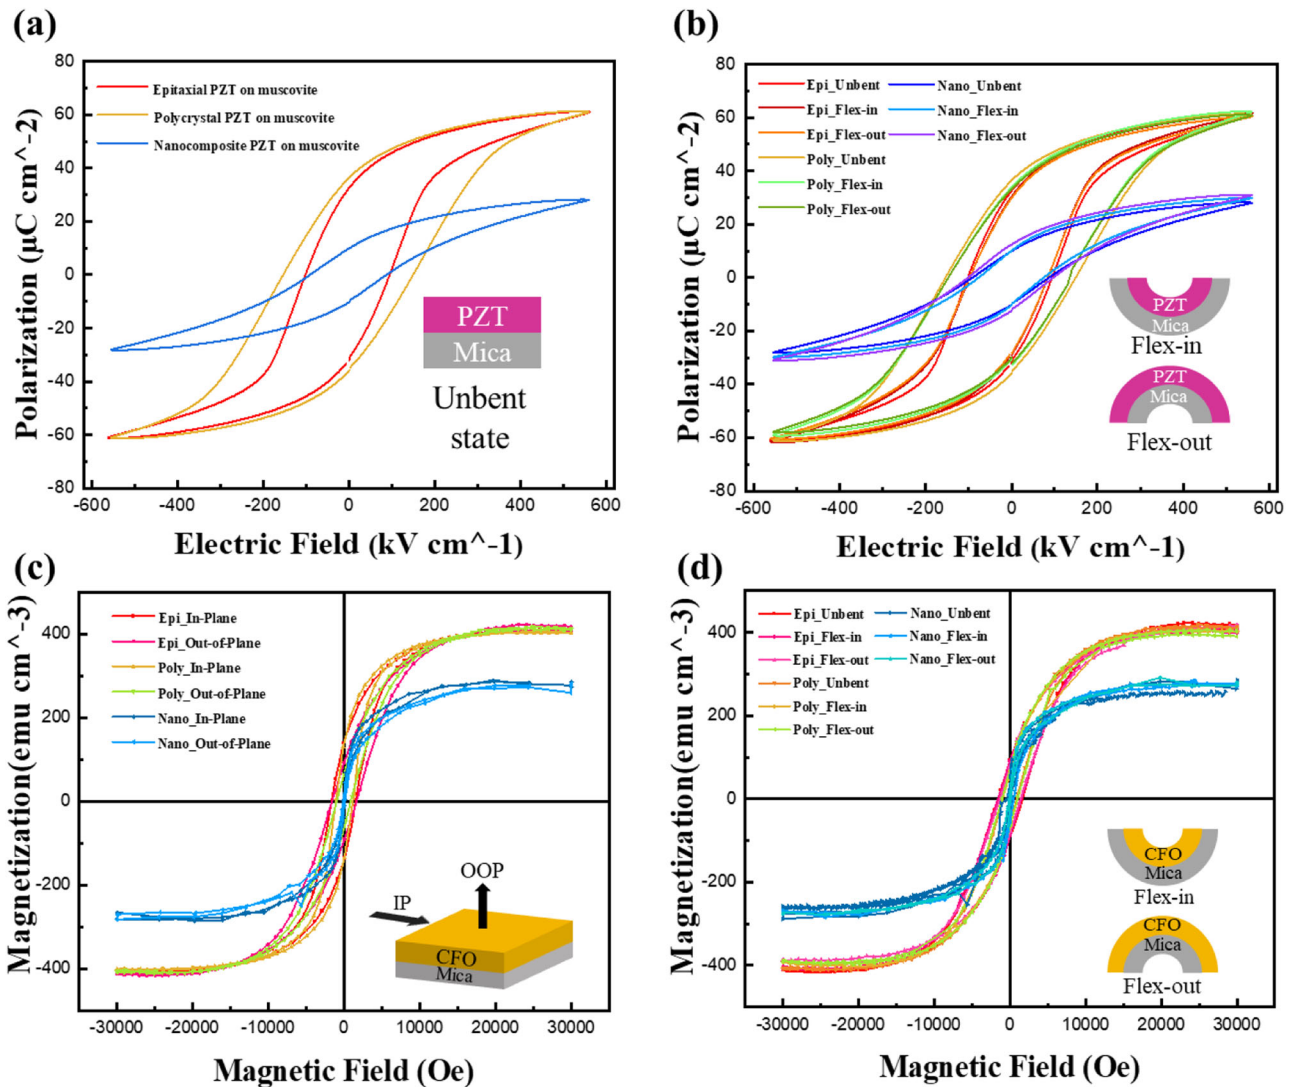 (a)
Polarization (μC cm^-2)
80
60
40
20
0
-20
-40
-60
-80
Epitaxial PZT on muscovite
Polycrystal PZT on muscovite
Nanocomposite PZT on muscovite
PZT
Mica
Unbent
state
-600
-400
-200
0
200
400
600
Electric Field (kV cm^-1)
(b)
Polarization (μC cm^-2)
80
60
40
20
0
-20
-40
-60
-80
Epi_Unbent
Epi_Flex-in
Epi_Flex-out
Poly_Unbent
Poly_Flex-in
Poly_Flex-out
Nano_Unbent
Nano_Flex-in
Nano_Flex-out
PZT
Mica
Flex-in
PZT
Mica
Flex-out
-600
-400
-200
0
200
400
600
Electric Field (kV cm^-1)
(c)
Magnetization(emu cm^-3)
400
200
0
-200
-400
Epi_In-Plane
Epi_Out-of-Plane
Poly_In-Plane
Poly_Out-of-Plane
Nano_In-Plane
Nano_Out-of-Plane
OOP
IP
CFO
Mica
-30000
-20000
-10000
0
10000
20000
30000
Magnetic Field (Oe)
(d)
Magnetization(emu cm^-3)
400
200
0
-200
-400
Epi_Unbent
Epi_Flex-in
Epi_Flex-out
Poly_Unbent
Poly_Flex-in
Poly_Flex-out
Nano_Unbent
Nano_Flex-in
Nano_Flex-out
CFO
Mica
Flex-in
CFO
Mica
Flex-out
-30000
-20000
-10000
0
10000
20000
30000
Magnetic Field (Oe)